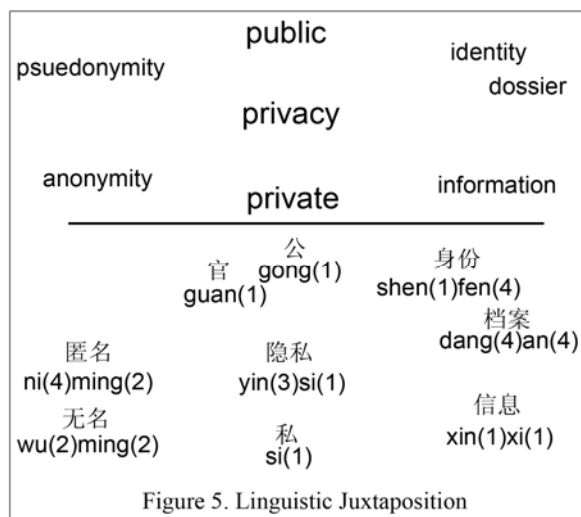 public
identity
psuedonymity
dossier
privacy
anonymity
information
private
公
官
gong(1)
身份
guan(1)
shen(1)fen(4)
档案
dang(4)an(4)
匿名
隐私
ni(4)ming(2)
yin(3)si(1)
信息
无名
私
xin(1)xi(1)
wu(2)ming(2)
si(1)
Figure 5. Linguistic Juxtaposition